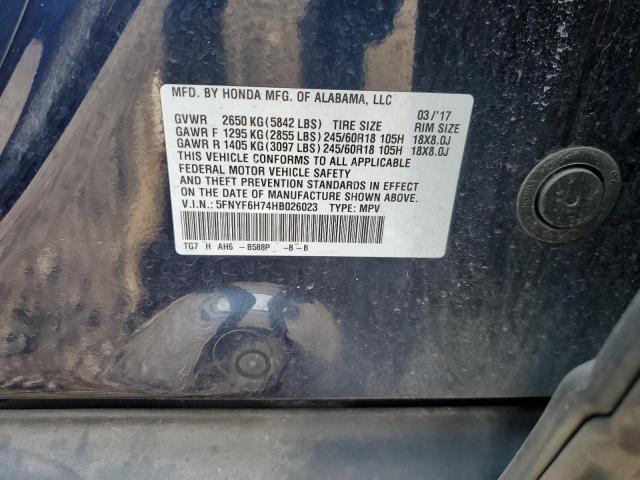 MFD. BY HONDA MFG. OF ALABAMA, LLC 03/'17
GVWR 2650 KG (5842 LBS) TIRE SIZE RIM SIZE
GAWR F 1295 KG (2855 LBS) 245/60R18 105H 18X8.0J
GAWR R 1405 KG (3097 LBS) 245/60R18 105H 18X8.0J
THIS VEHICLE CONFORMS TO ALL APPLICABLE
FEDERAL MOTOR VEHICLE SAFETY
AND THEFT PREVENTION STANDARDS IN EFFECT
ON THE DATE OF MANUFACTURE SHOWN ABOVE.
V.I.N.: 5FNYF6H74HB026023 TYPE: MPV
TG7 H AH6 -B588P -B-B